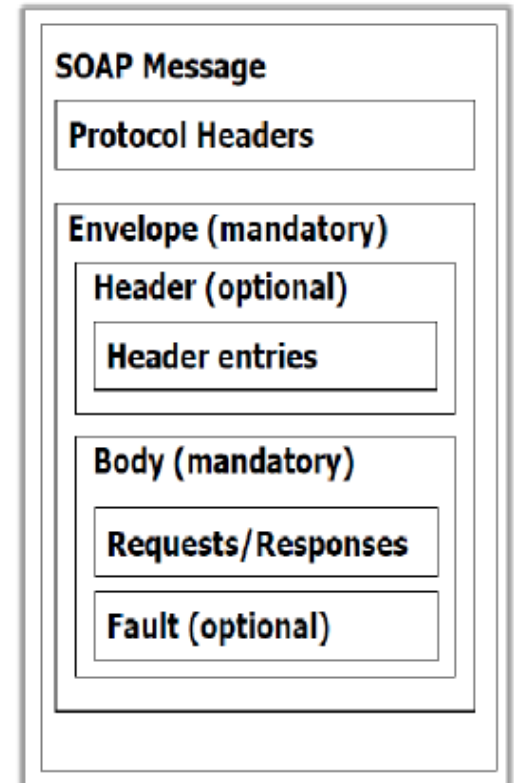 SOAP Message
Protocol Headers
Envelope (mandatory)
Header (optional)
Header entries
Body (mandatory)
Requests/Responses
Fault (optional)